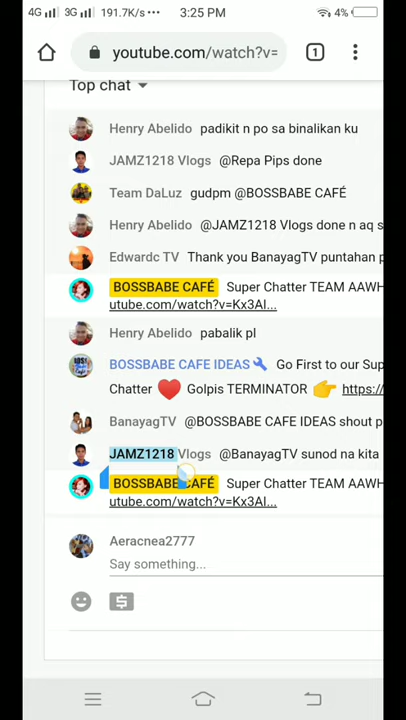 4G 3G 191.7K/s 3:25 PM 4%
youtube.com/watch?v= 1
Top chat
Henry Abelido padikit n po sa binalikan ku
JAMZ1218 Vlogs @Repa Pips done
Team DaLuz gudpm @BOSSBABE CAFÉ
Henry Abelido @JAMZ1218 Vlogs done n aq s
Edwardc TV Thank you BanayagTV puntahan p
BOSSBABE CAFÉ Super Chatter TEAM AAWH
utube.com/watch?v=Kx3Al...
Henry Abelido pabalik pl
BOSSBABE CAFE IDEAS Go First to our Sup
Chatter Golpis TERMINATOR https://
BanayagTV @BOSSBABE CAFE IDEAS shout p
JAMZ1218 Vlogs @BanayagTV sunod na kita
BOSSBABE CAFÉ Super Chatter TEAM AAWH
utube.com/watch?v=Kx3Al...
Aeracnea2777
Say something...